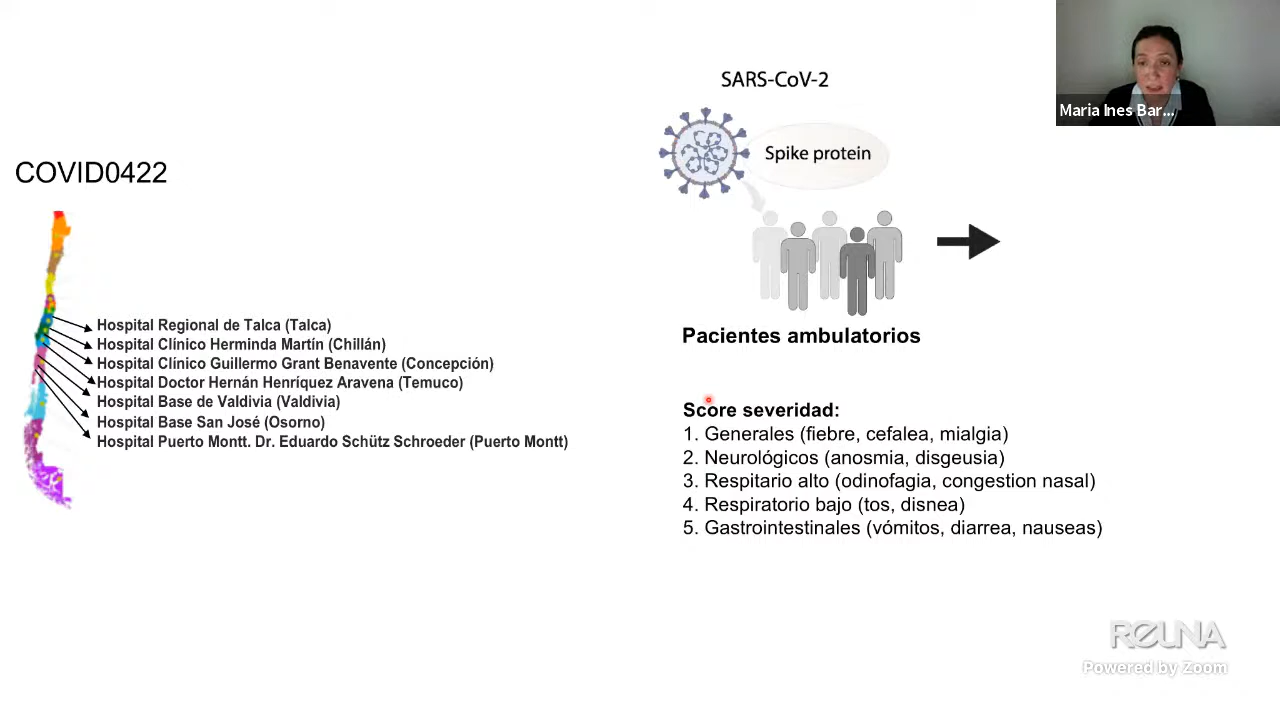 SARS-CoV-2
Maria Ines Bar...
Spike protein
COVID0422
Hospital Regional de Talca (Talca)
Hospital Clínico Herminda Martín (Chillán)
Hospital Clínico Guillermo Grant Benavente (Concepción)
Hospital Doctor Hernán Henríquez Aravena (Temuco)
Hospital Base de Valdivia (Valdivia)
Hospital Base San José (Osorno)
Hospital Puerto Montt. Dr. Eduardo Schütz Schroeder (Puerto Montt)
Pacientes ambulatorios
Score severidad:
1. Generales (fiebre, cefalea, mialgia)
2. Neurológicos (anosmia, disgeusia)
3. Respitario alto (odinofagia, congestion nasal)
4. Respiratorio bajo (tos, disnea)
5. Gastrointestinales (vómitos, diarrea, nauseas)
REUNA
Powered by Zoom